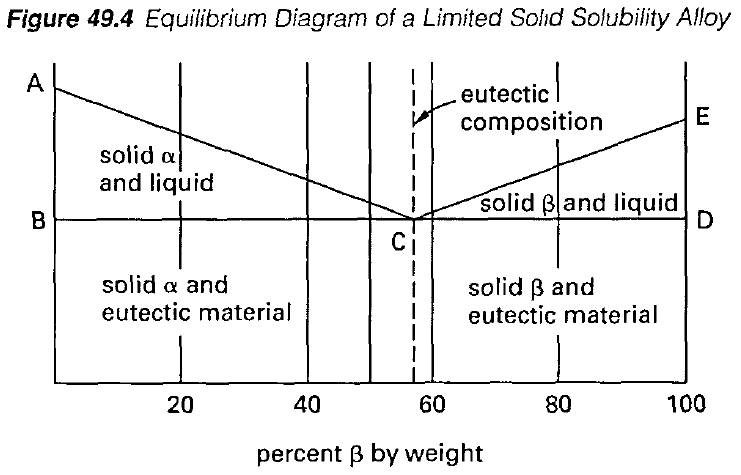 Figure 49.4 Equilibrium Diagram of a Limited Solid Solubility Alloy
A
eutectic
composition
E
solid α
and liquid
solid β and liquid
B
C
D
solid α and
eutectic material
solid β and
eutectic material
20
40
60
80
100
percent β by weight